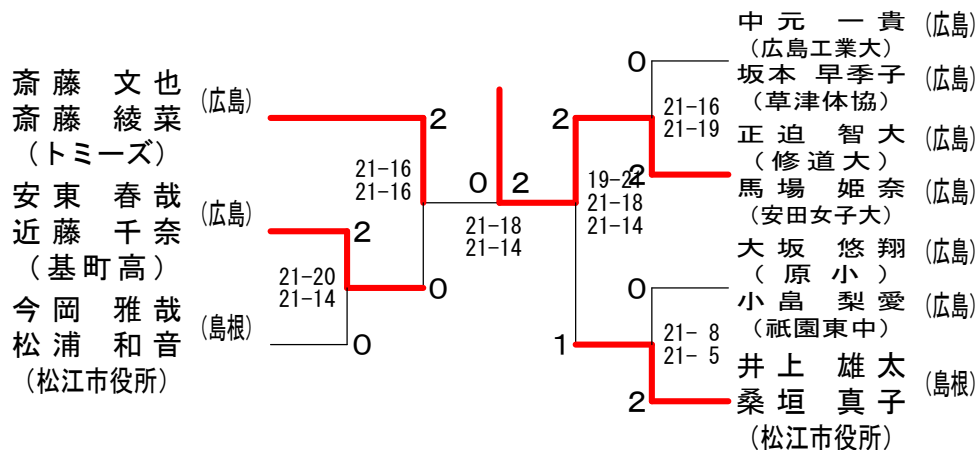 斎藤 文也
斎藤 綾菜
(トミーズ)
(広島)
安東 春哉
近藤 千奈
(基町高)
(広島)
今岡 雅哉
松浦 和音
(松江市役所)
(島根)
2
21-16
21-16
2
21-20
21-14
0
0
0
2
21-18
21-14
2
19-21
21-18
21-14
1
0
21-16
21-19
2
0
21- 8
21- 5
2
中元 一貴 (広島)
(広島工業大)
坂本 早季子 (広島)
(草津体協)
正迫 智大 (広島)
(修道大)
馬場 姫奈 (広島)
(安田女子大)
大坂 悠翔 (広島)
(原小)
小畠 梨愛 (広島)
(祇園東中)
井上 雄太
桑垣 真子
(島根)
(松江市役所)